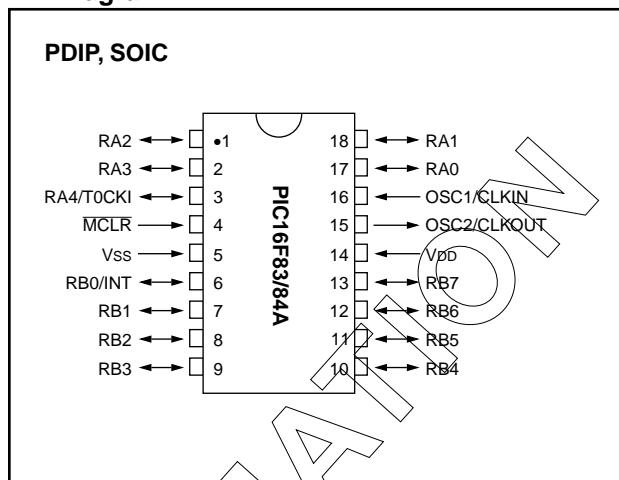 PDIP, SOIC
RA2 •1 18 RA1
RA3 2 17 RA0
RA4/T0CKI 3 16 OSC1/CLKIN
MCLR 4 15 OSC2/CLKOUT
VSS 5 14 VDD
RB0/INT 6 13 RB7
RB1 7 12 RB6
RB2 8 11 RB5
RB3 9 10 RB4
PIC16F83/84A
ATION